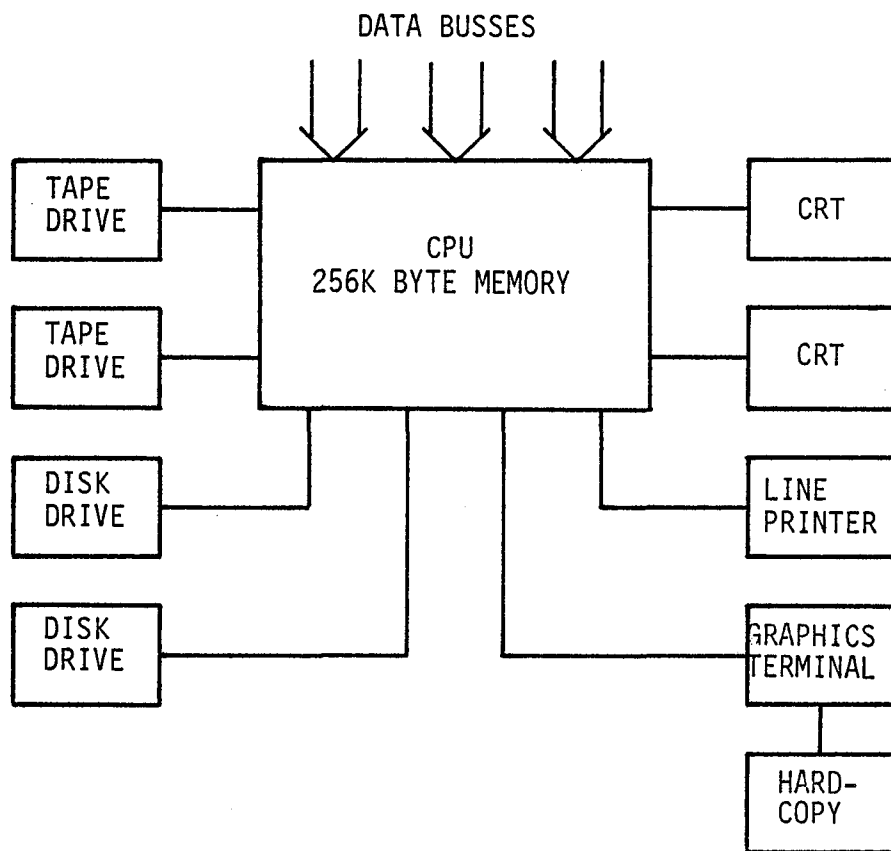 DATA BUSSES
TAPE
DRIVE
CPU
256K BYTE MEMORY
CRT
TAPE
DRIVE
CRT
DISK
DRIVE
LINE
PRINTER
DISK
DRIVE
GRAPHICS
TERMINAL
HARD-
COPY